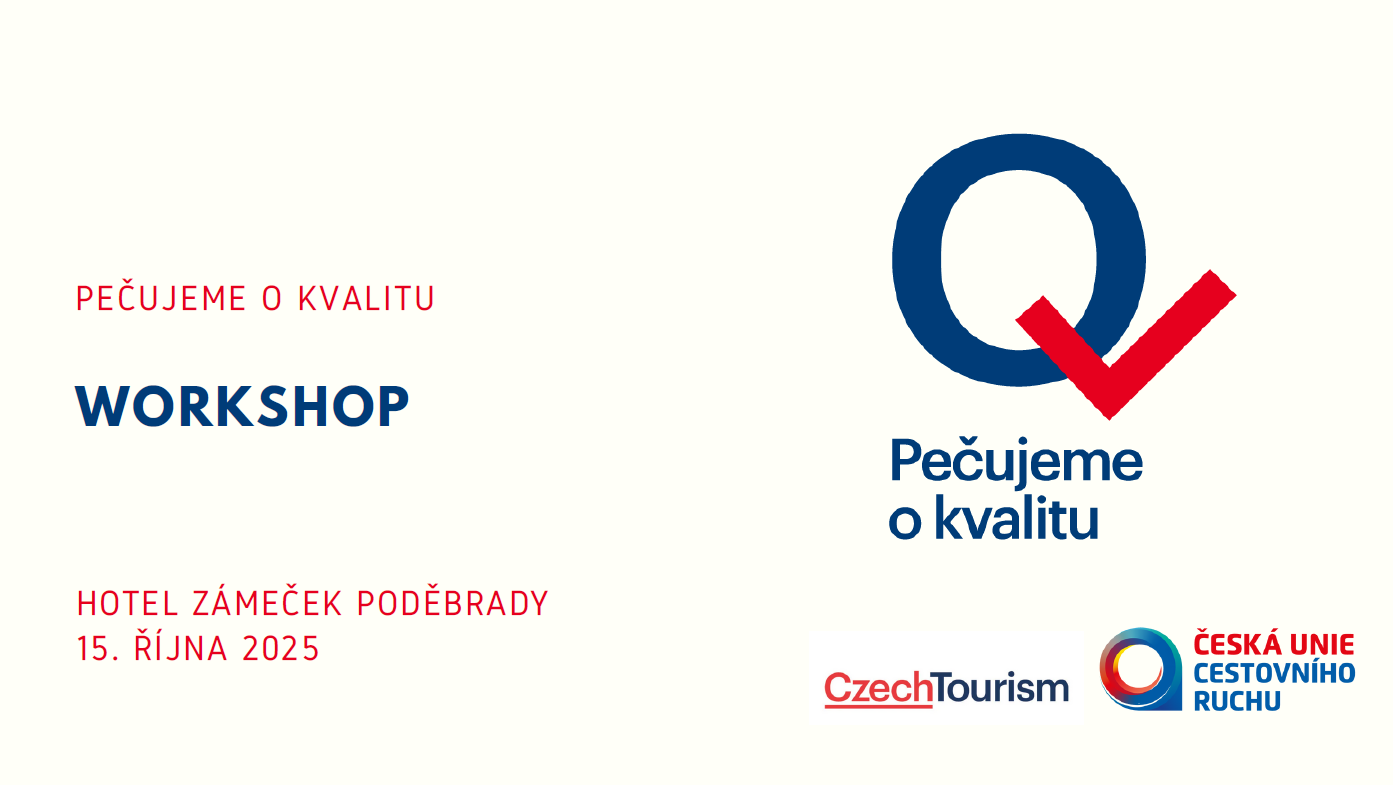 PEČUJEME O KVALITU
WORKSHOP
HOTEL ZÁMEČEK PODĚBRADY
15. ŘÍJNA 2025
Pečujeme
o kvalitu
CzechTourism
ČESKÁ UNIE
CESTOVNÍHO
RUCHU